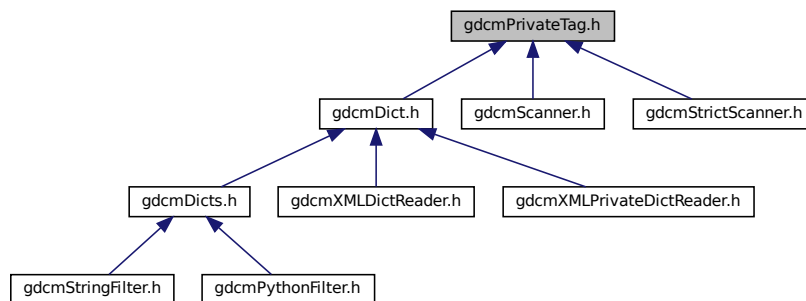 gdcmPrivateTag.h
gdcmDict.h
gdcmScanner.h
gdcmStrictScanner.h
gdcmDicts.h
gdcmXMLDictReader.h
gdcmXMLPrivateDictReader.h
gdcmStringFilter.h
gdcmPythonFilter.h